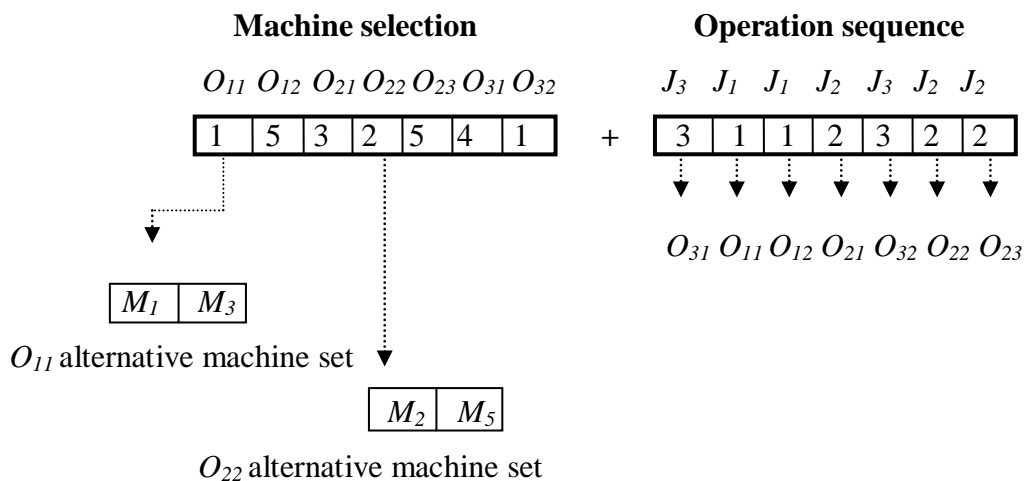 Machine selection Operation sequence
O11 O12 O21 O22 O23 O31 O32 J3 J1 J1 J2 J3 J2 J2
1 5 3 2 5 4 1 + 3 1 1 2 3 2 2
O31 O11 O12 O21 O32 O22 O23
M1 M3
O11 alternative machine set
M2 M5
O22 alternative machine set